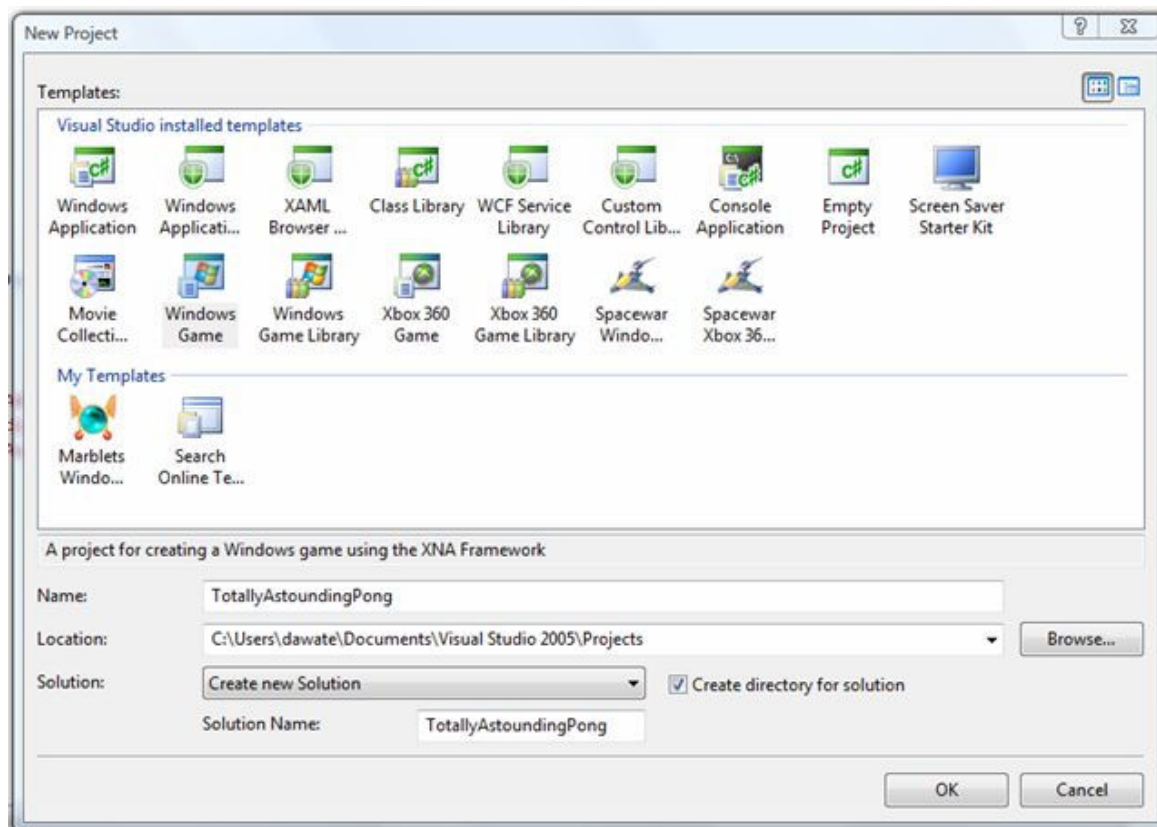 New Project
Templates:
Visual Studio installed templates
Windows Application
Windows Applicati...
XAML Browser ...
Class Library
WCF Service Library
Custom Control Lib...
Console Application
Empty Project
Screen Saver Starter Kit
Movie Collecti...
Windows Game
Windows Game Library
Xbox 360 Game
Xbox 360 Game Library
Spacewar Windo...
Spacewar Xbox 36...
My Templates
Marblets Windo...
Search Online Te...
A project for creating a Windows game using the XNA Framework
Name: TotallyAstoundingPong
Location: C:\Users\dawate\Documents\Visual Studio 2005\Projects Browse...
Solution: Create new Solution Create directory for solution
Solution Name: TotallyAstoundingPong
OK Cancel